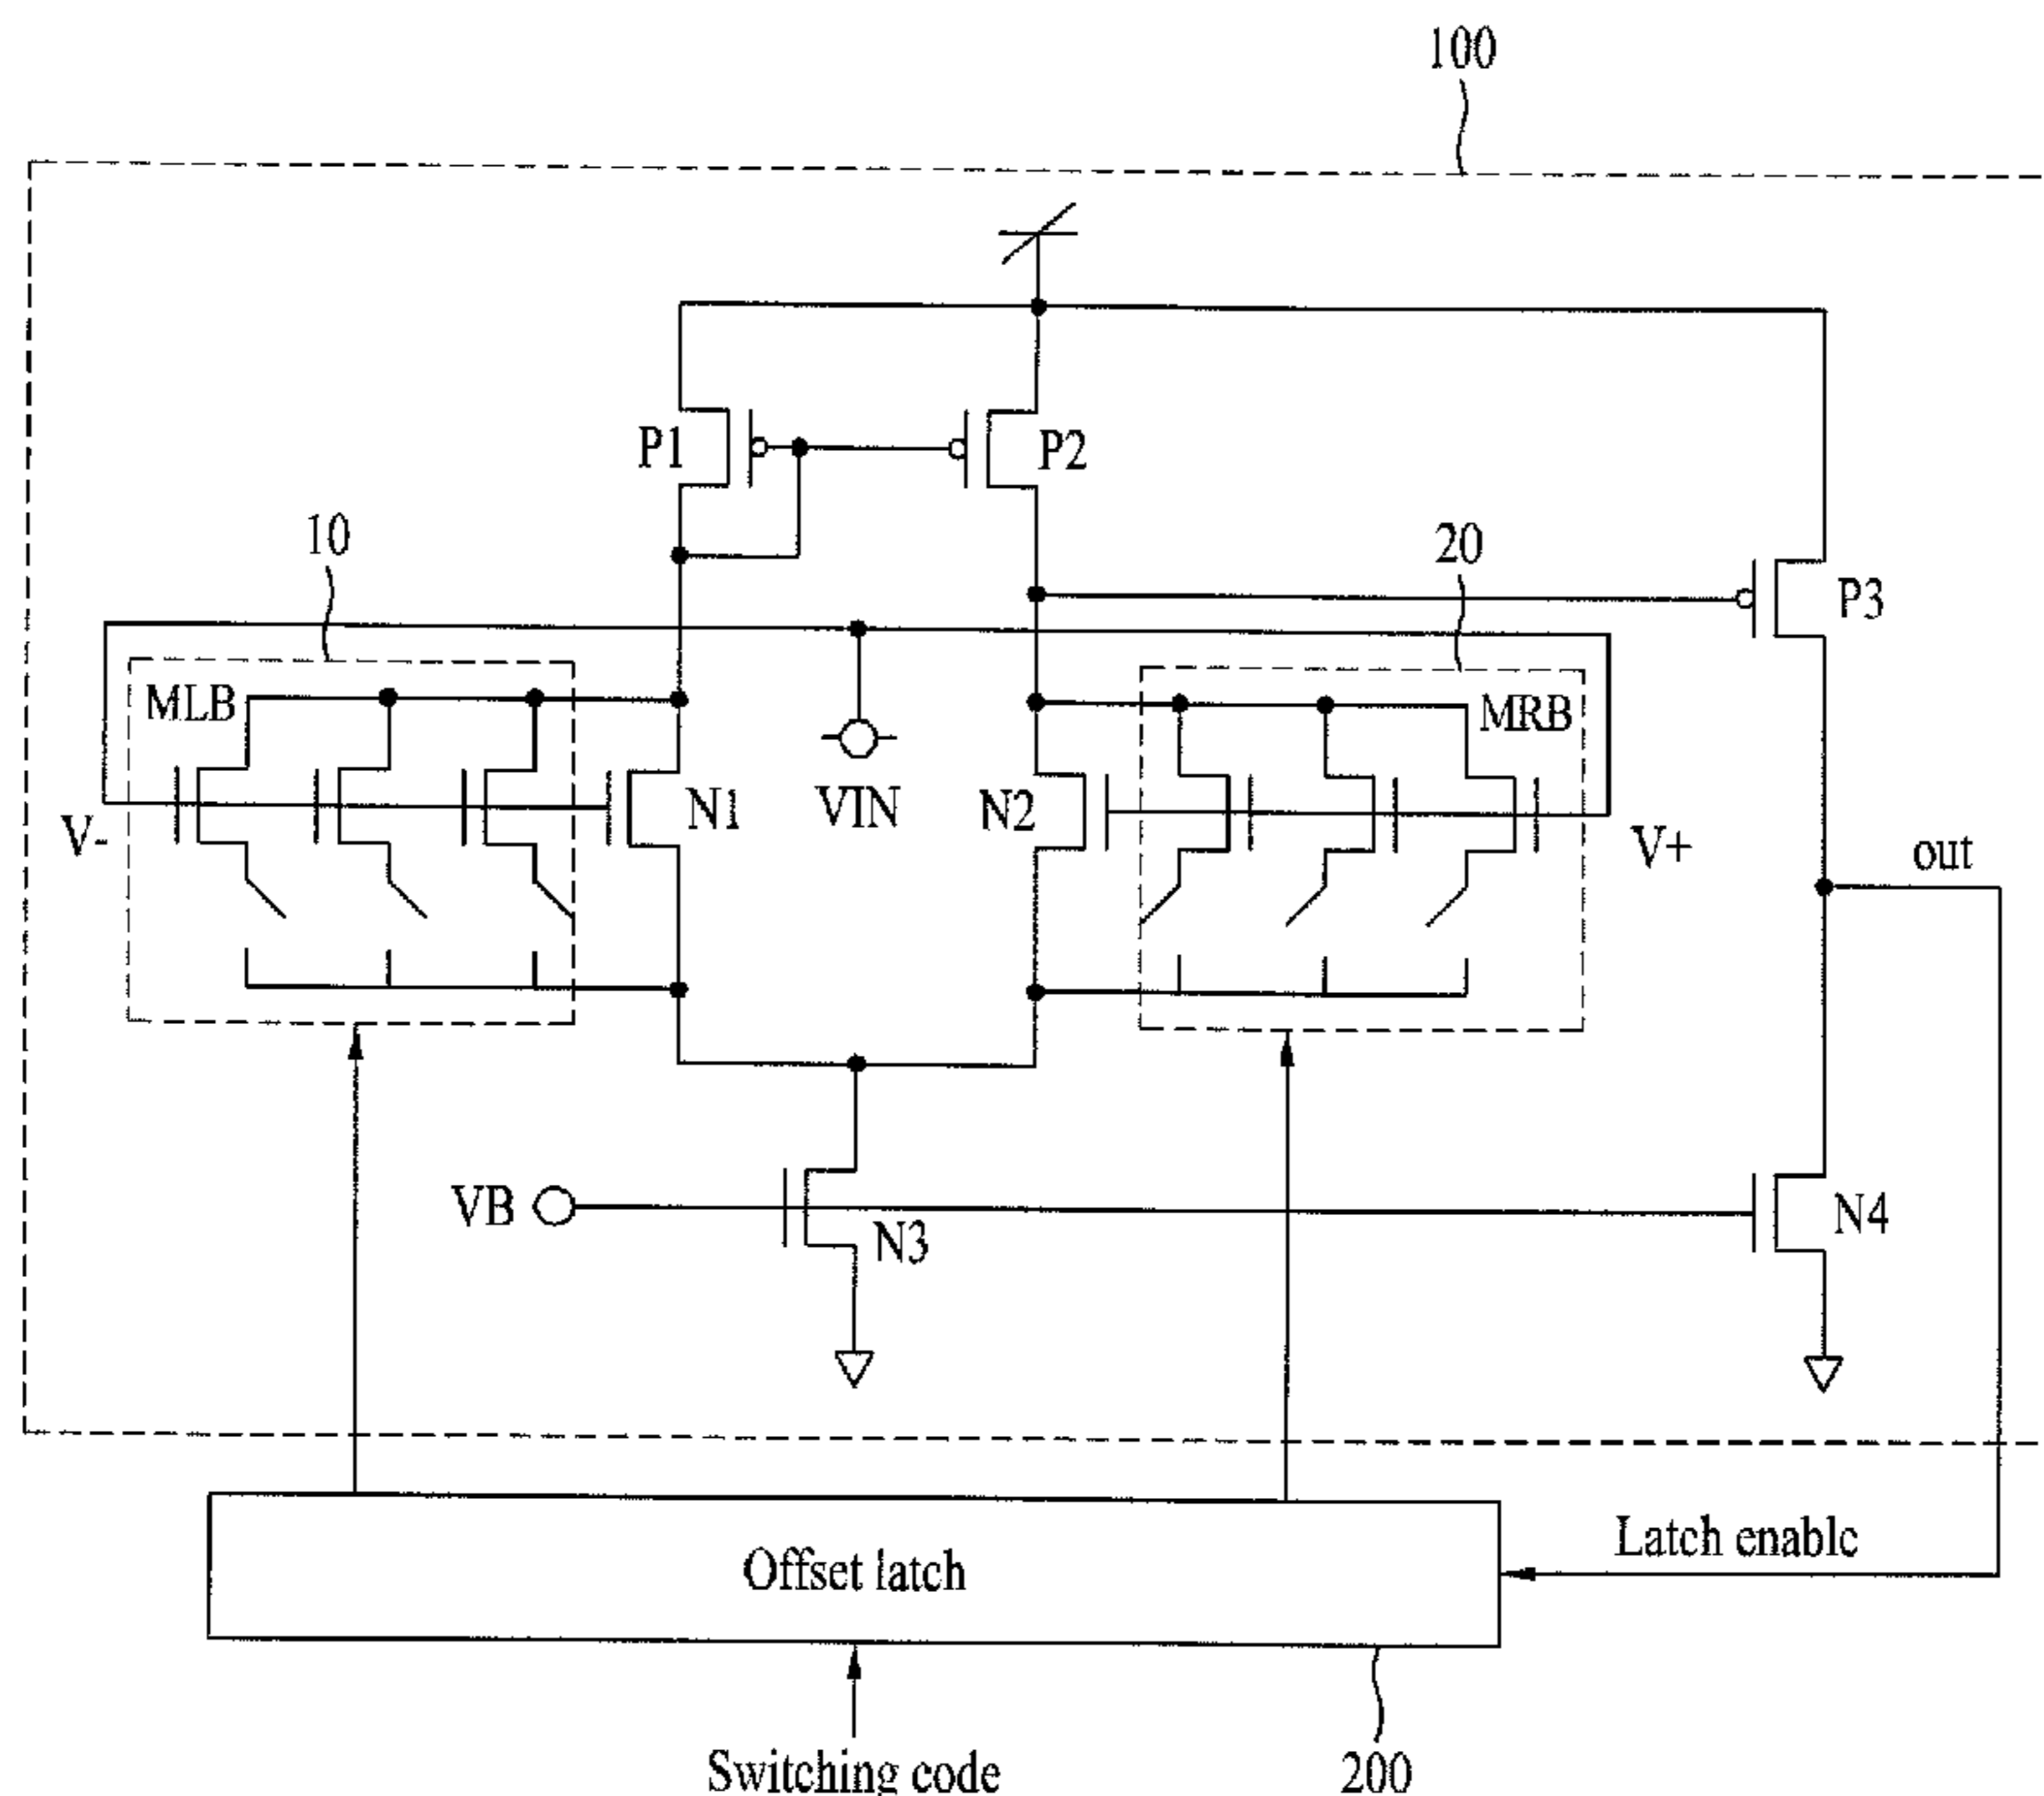 100
P1
P2
10
20
P3
MLB
MRB
V-
N1
VIN
N2
V+
out
VB
N3
N4
Offset latch
Latch enable
Switching code
200